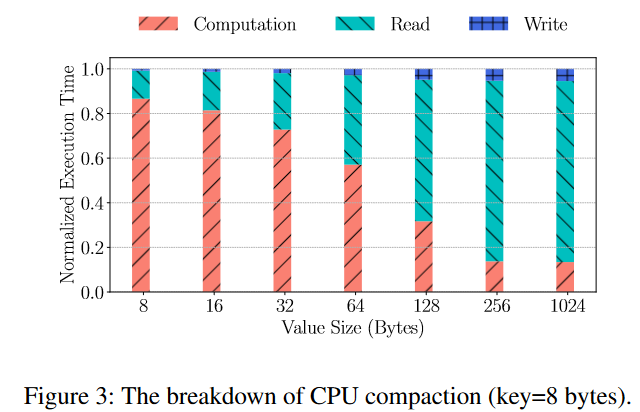 Computation Read Write
Normalized Execution Time
1.0
0.8
0.6
0.4
0.2
0.0
8 16 32 64 128 256 1024
Value Size (Bytes)
Figure 3: The breakdown of CPU compaction (key=8 bytes).